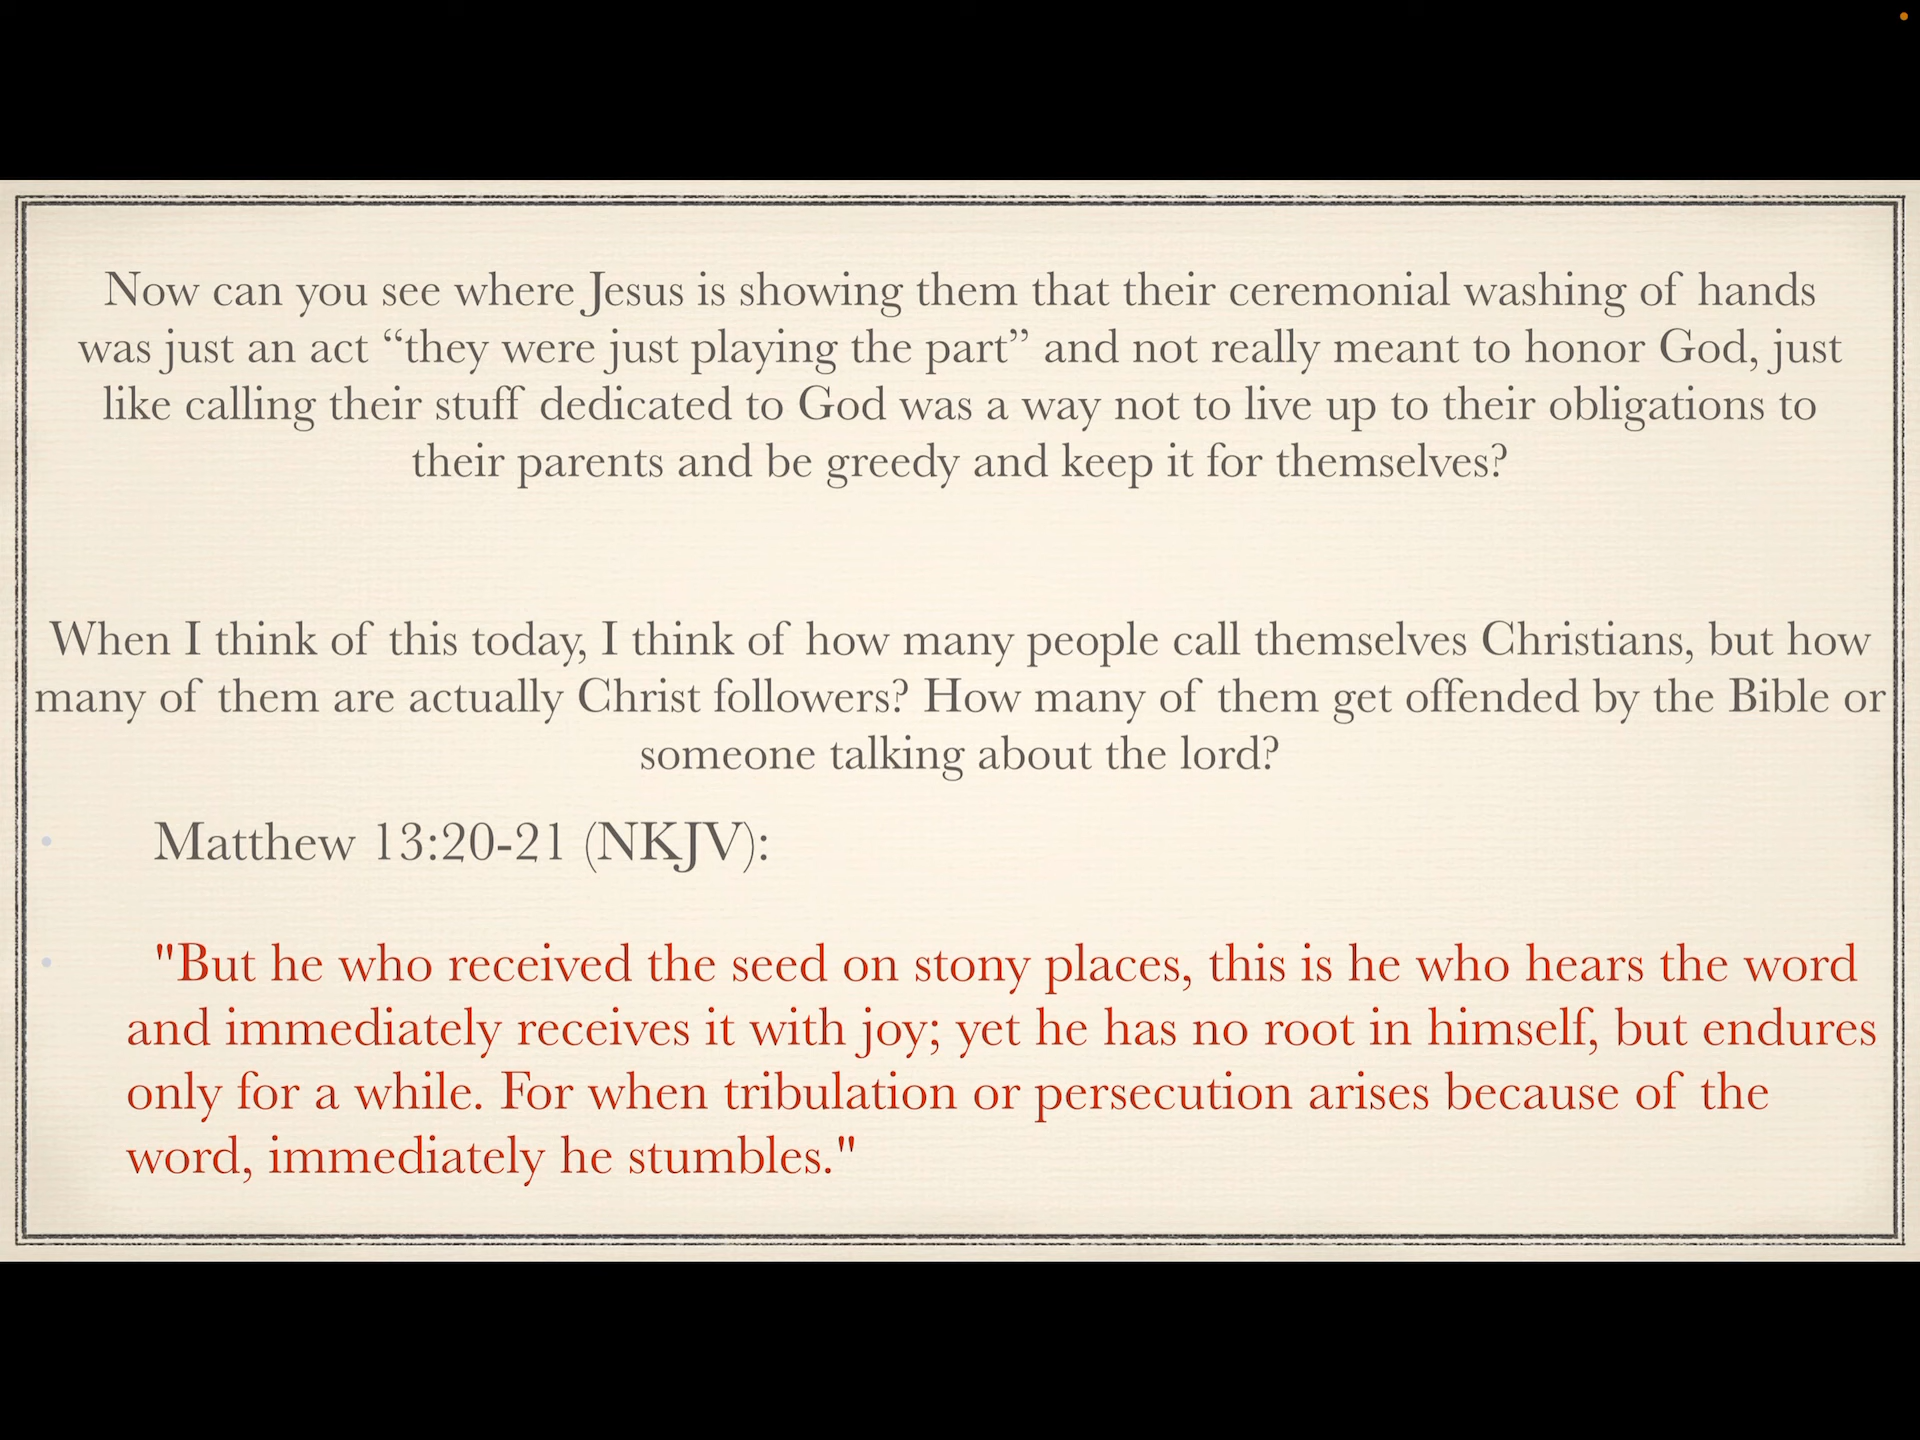 Now can you see where Jesus is showing them that their ceremonial washing of hands
was just an act “they were just playing the part” and not really meant to honor God, just
like calling their stuff dedicated to God was a way not to live up to their obligations to
their parents and be greedy and keep it for themselves?
When I think of this today, I think of how many people call themselves Christians, but how
many of them are actually Christ followers? How many of them get offended by the Bible or
someone talking about the lord?
• Matthew 13:20-21 (NKJV):
• "But he who received the seed on stony places, this is he who hears the word
and immediately receives it with joy; yet he has no root in himself, but endures
only for a while. For when tribulation or persecution arises because of the
word, immediately he stumbles."